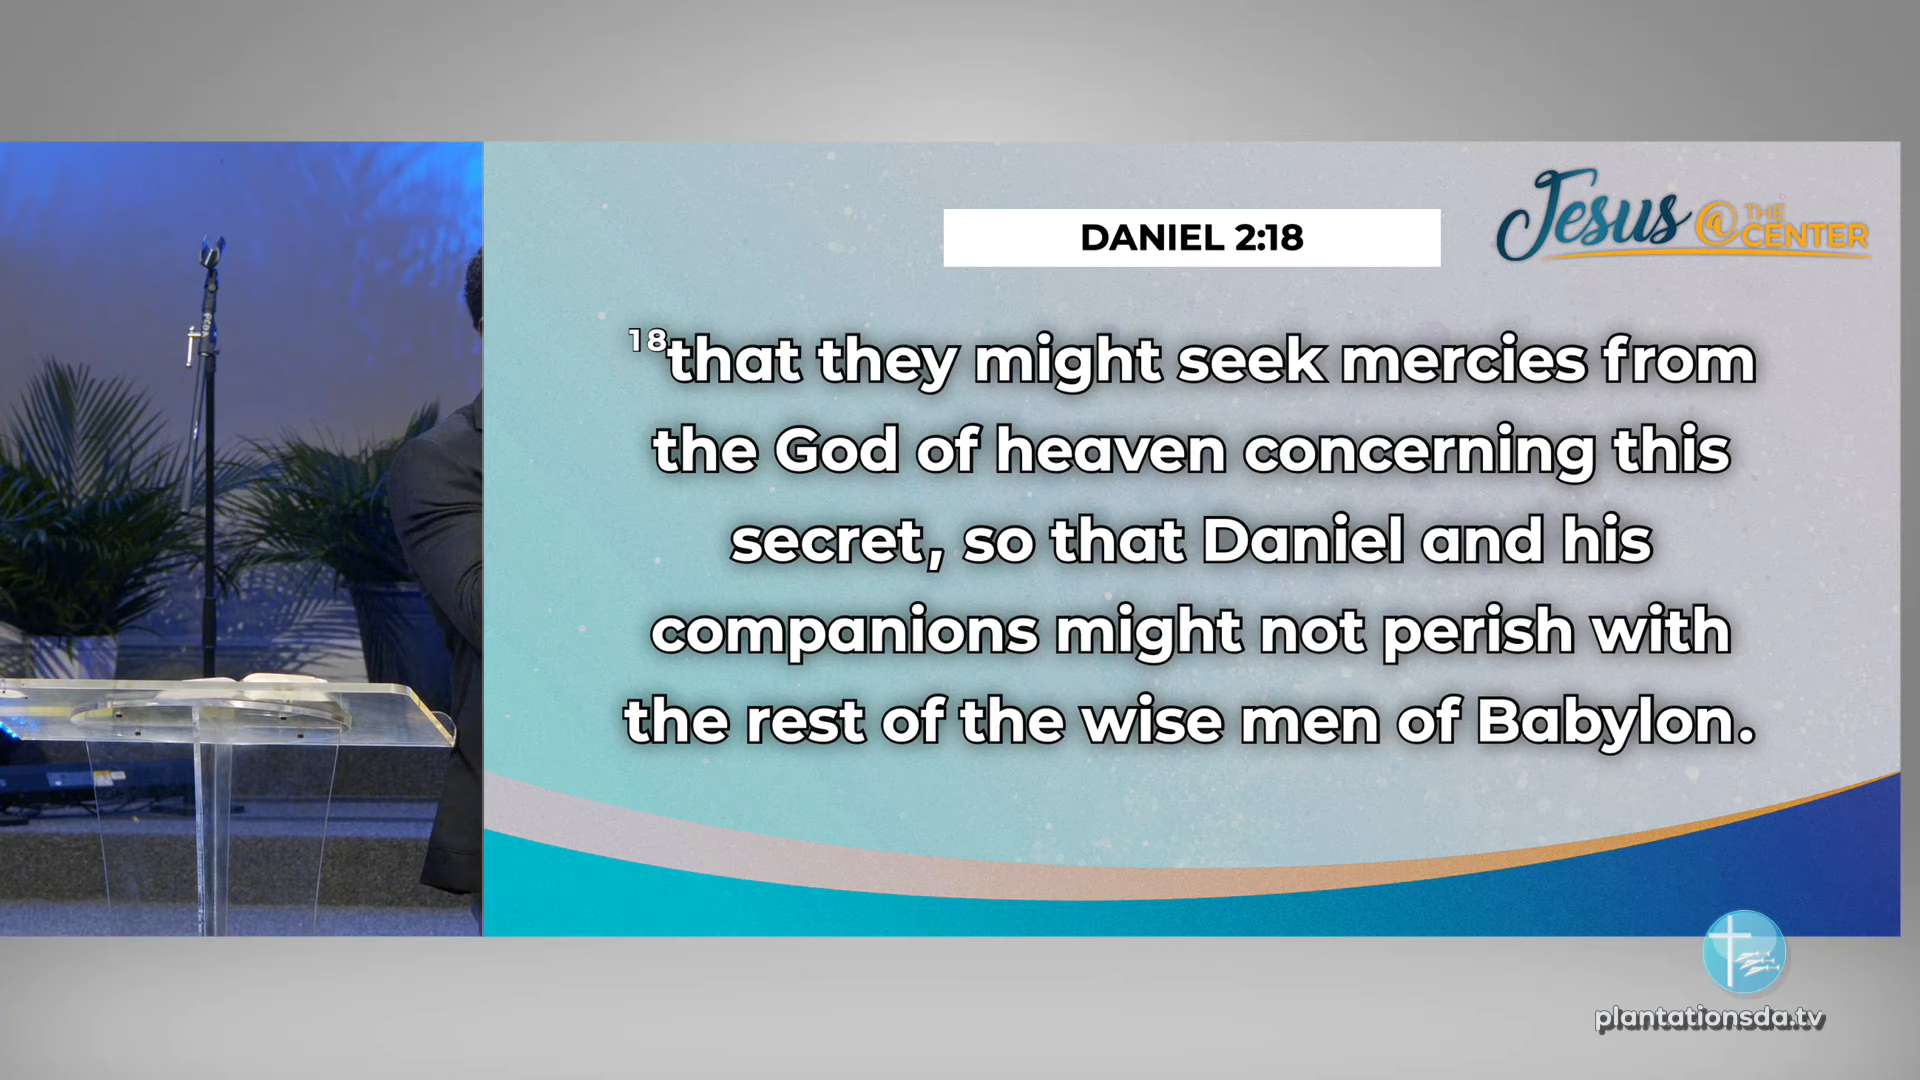 DANIEL 2:18
Jesus @ THE CENTER
18that they might seek mercies from
the God of heaven concerning this
secret, so that Daniel and his
companions might not perish with
the rest of the wise men of Babylon.
plantationsda.tv